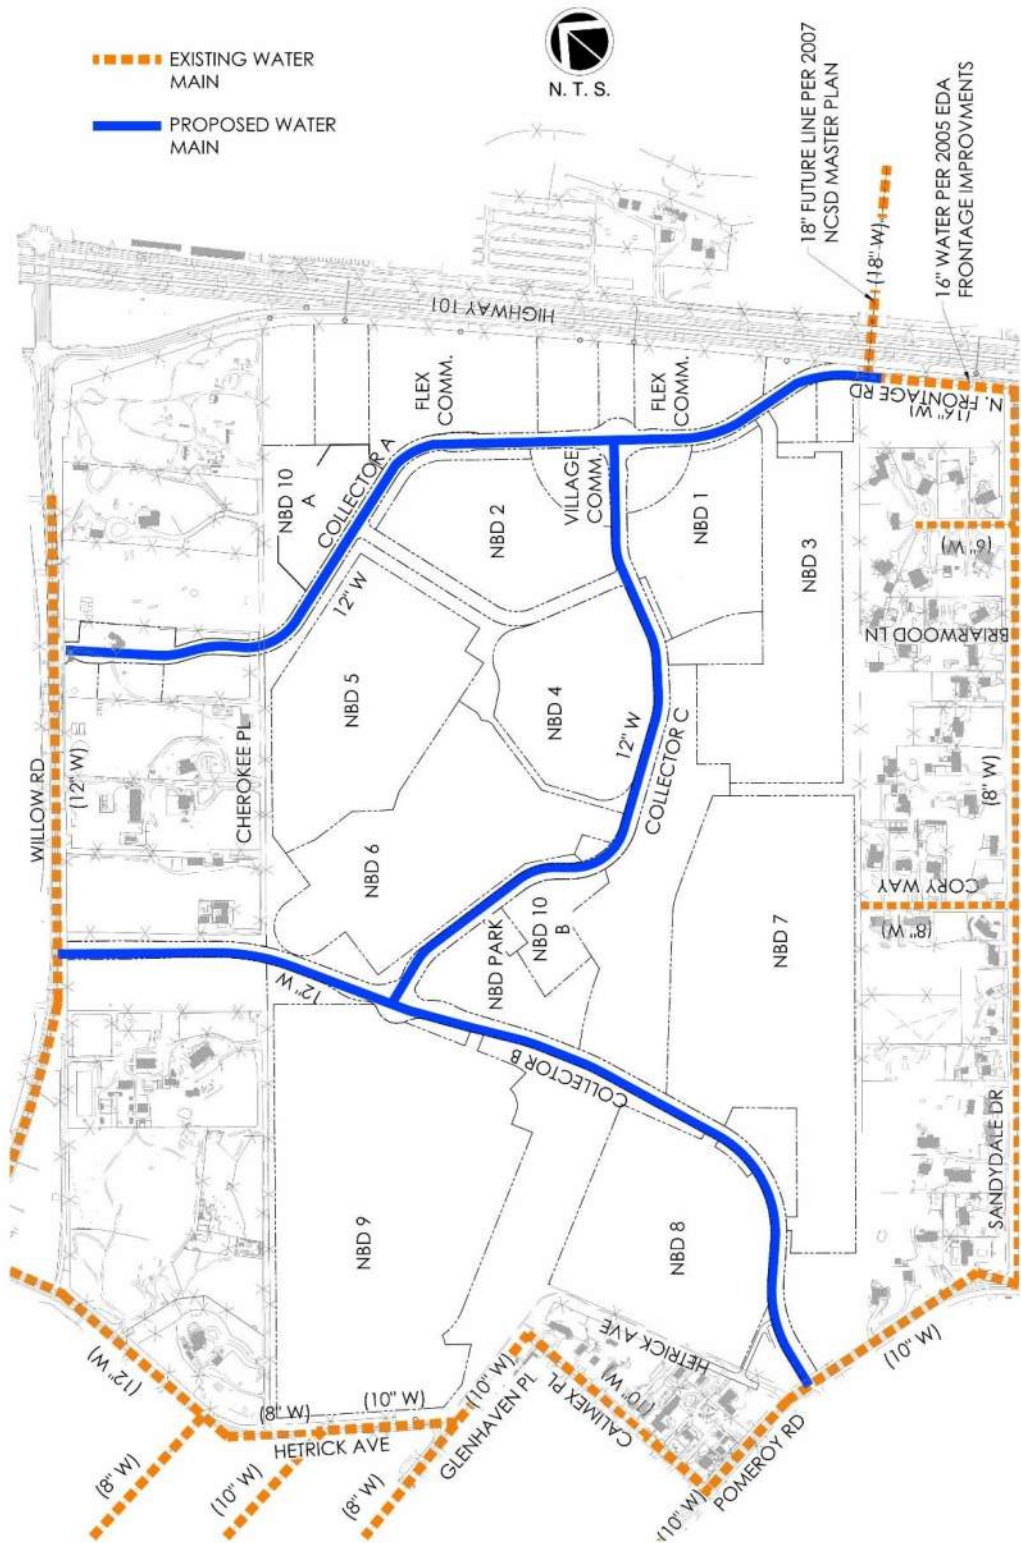 EXISTING WATER
MAIN
PROPOSED WATER
MAIN
N. T. S.
18" FUTURE LINE PER 2007
NCSD MASTER PLAN
16" WATER PER 2005 EDA
FRONTAGE IMPROVMENTS
(18" W)
HIGHWAY 101
N. FRONTAGE RD
(16" W)
FLEX
COMM.
FLEX
COMM.
NBD 10
A
COLLECTOR A
12" W
NBD 2
VILLAGE
COMM.
NBD 1
NBD 3
(6" W)
BRIARWOOD LN
WILLOW RD
(12" W)
CHEROKEE PL
NBD 5
NBD 4
12" W
COLLECTOR C
(8" W)
NBD 6
CORY WAY
(8" W)
NBD PARK
NBD 10
B
NBD 7
12" W
COLLECTOR B
SANDYDALE DR
NBD 9
NBD 8
HETRICK AVE
(10" W)
(12" W)
(8" W)
(10" W)
HETRICK AVE
(10" W)
GLENHAVEN PL
CALIMEX PL
(10" W)
POMEROY RD
(8" W)
(10" W)
(8" W)
(10" W)